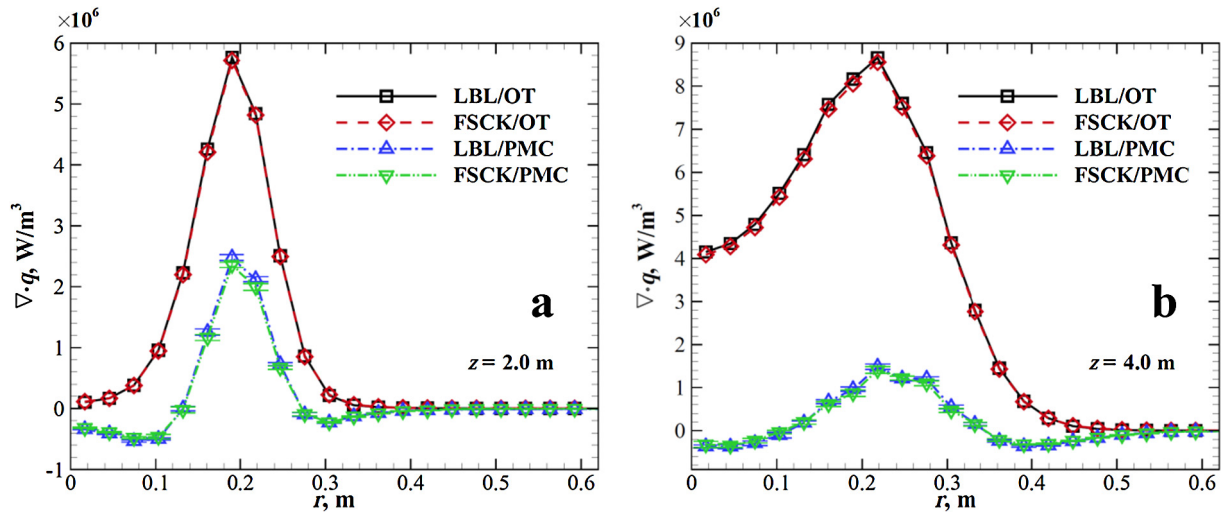 ×10⁶
6
5
4
3
2
1
0
-1
∇·q, W/m³
LBL/OT
FSCK/OT
LBL/PMC
FSCK/PMC
a
z = 2.0 m
0 0.1 0.2 0.3 0.4 0.5 0.6
r, m
×10⁶
9
8
7
6
5
4
3
2
1
0
∇·q, W/m³
LBL/OT
FSCK/OT
LBL/PMC
FSCK/PMC
b
z = 4.0 m
0 0.1 0.2 0.3 0.4 0.5 0.6
r, m